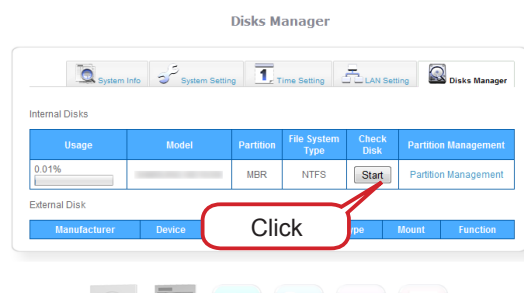 Disks Manager
System Info System Setting Time Setting LAN Setting Disks Manager
Internal Disks
Usage Model Partition File System Type Check Disk Partition Management
0.01% MBR NTFS Start Partition Management
External Disk
Manufacturer Device Mount Function
Click